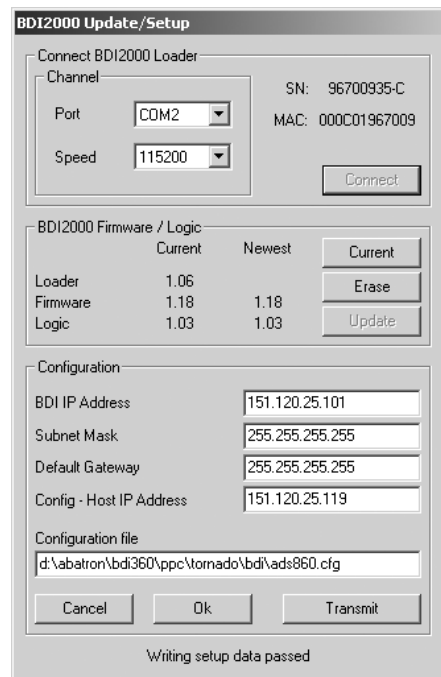 BDI2000 Update/Setup
Connect BDI2000 Loader
Channel
Port COM2
Speed 115200
SN: 96700935-C
MAC: 000C01967009
Connect
BDI2000 Firmware / Logic
Current Newest
Current
Loader 1.06
Erase
Firmware 1.18 1.18
Logic 1.03 1.03
Update
Configuration
BDI IP Address 151.120.25.101
Subnet Mask 255.255.255.255
Default Gateway 255.255.255.255
Config - Host IP Address 151.120.25.119
Configuration file
d:\abatron\bdi360\ppc\tornado\bdi\ads860.cfg
Cancel Ok Transmit
Writing setup data passed